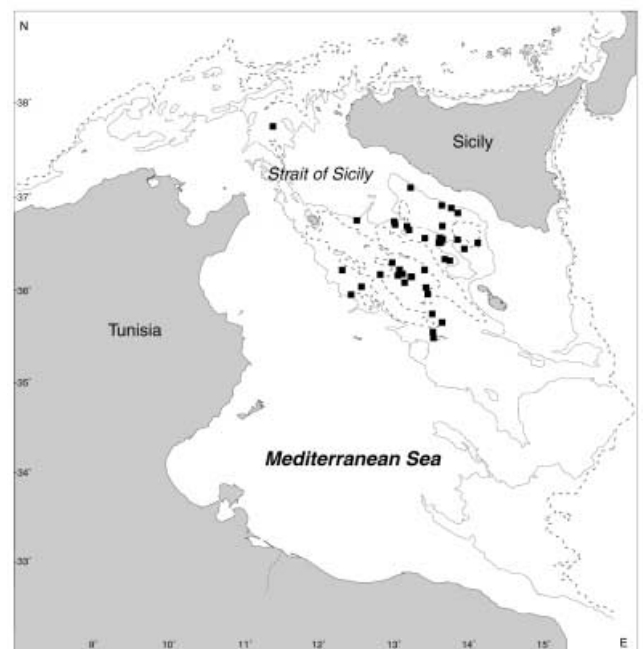 N
38°
Sicily
Strait of Sicily
37°
36°
Tunisia
35°
Mediterranean Sea
34°
33°
9° 10° 11° 12° 13° 14° 15° E